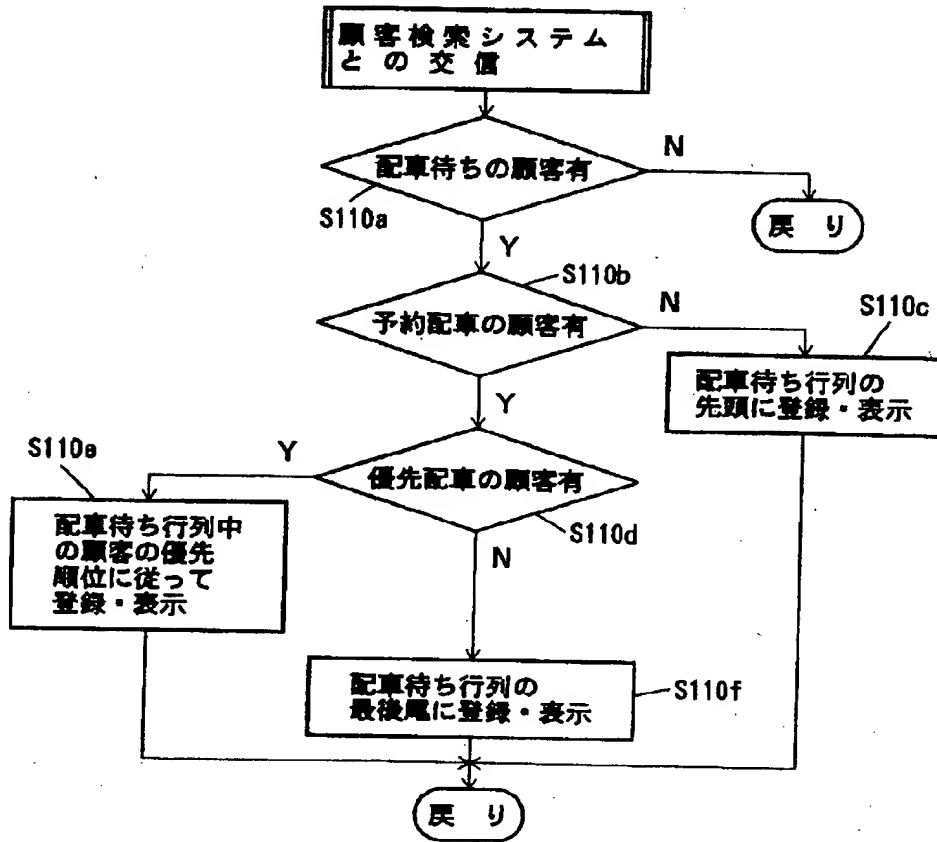 顧客検索システム
との交信
配車待ちの顧客有
N
S110a
戻り
Y
S110b
予約配車の顧客有
N
S110c
配車待ち行列の
先頭に登録・表示
Y
S110e
Y
優先配車の顧客有
S110d
配車待ち行列中
の顧客の優先
順位に従って
登録・表示
N
配車待ち行列の
最後尾に登録・表示
S110f
戻り